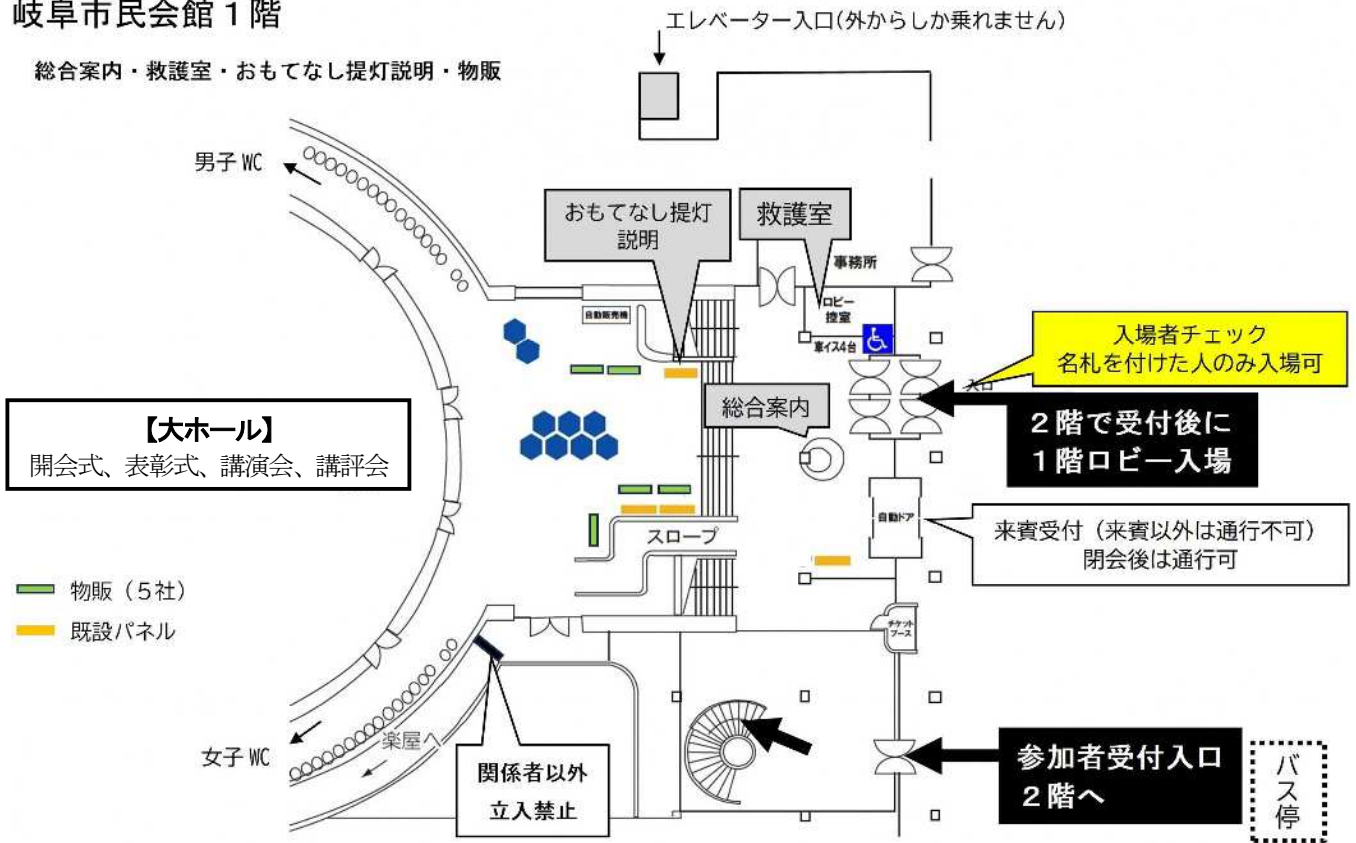 岐阜市民会館１階
エレベーター入口(外からしか乗れません)
総合案内・救護室・おもてなし提灯説明・物販
男子 WC
おもてなし提灯
説明
救護室
事務所
自動販売機
ロビー
控室
車イス4台
入場者チェック
名札を付けた人のみ入場可
入口
総合案内
２階で受付後に
１階ロビー入場
【大ホール】
開会式、表彰式、講演会、講評会
自動ドア
スロープ
来賓受付（来賓以外は通行不可）
閉会後は通行可
物販（５社）
既設パネル
チケット
ブース
楽屋へ
女子 WC
関係者以外
立入禁止
参加者受付入口
２階へ
バス停